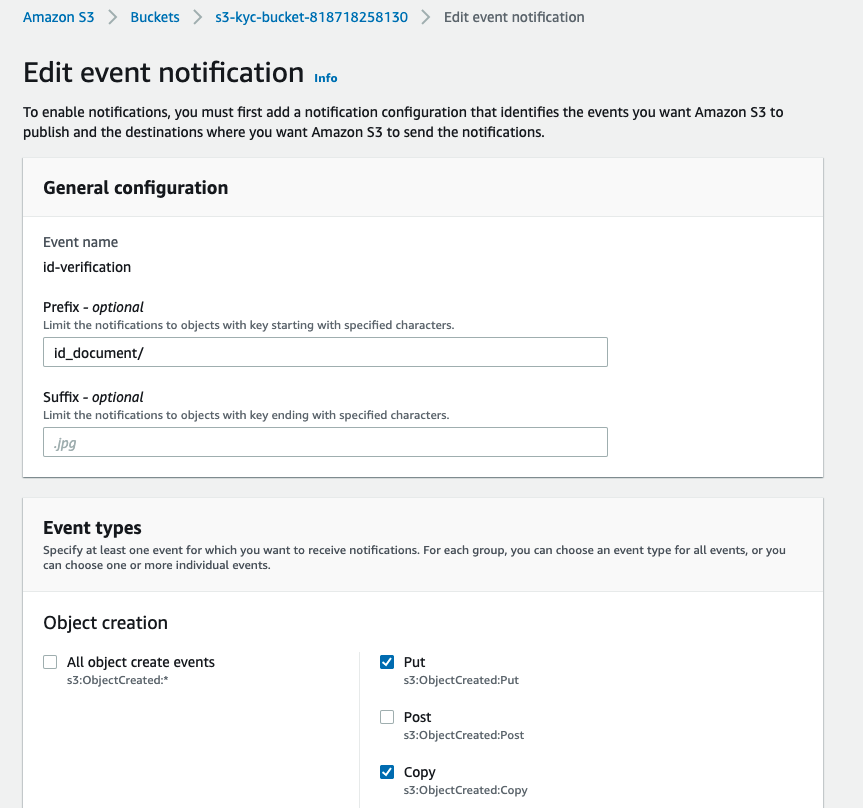 Amazon S3 > Buckets > s3-kyc-bucket-818718258130 > Edit event notification
Edit event notification Info
To enable notifications, you must first add a notification configuration that identifies the events you want Amazon S3 to
publish and the destinations where you want Amazon S3 to send the notifications.
General configuration
Event name
id-verification
Prefix - optional
Limit the notifications to objects with key starting with specified characters.
id_document/
Suffix - optional
Limit the notifications to objects with key ending with specified characters.
.jpg
Event types
Specify at least one event for which you want to receive notifications. For each group, you can choose an event type for all events, or you
can choose one or more individual events.
Object creation
All object create events
s3:ObjectCreated:*
Put
s3:ObjectCreated:Put
Post
s3:ObjectCreated:Post
Copy
s3:ObjectCreated:Copy